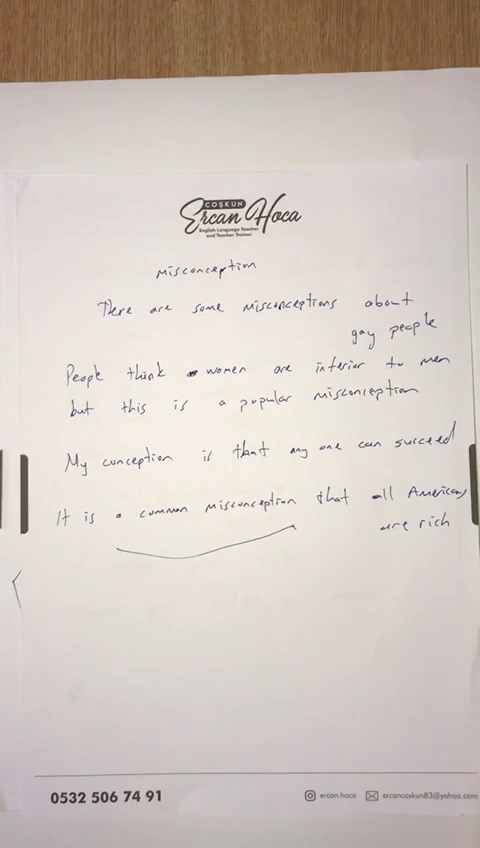 COŞKUN
Ercan Hoca
English Language Teacher
and Teacher Trainer
misconception
There are some misconceptions about
gay people
People think women are inferior to men
but this is a popular misconception
My conception is that any one can succeed
It is a common misconception that all Americans
are rich
0532 506 74 91 ercan.hoca ercancoskun83@yahoo.com